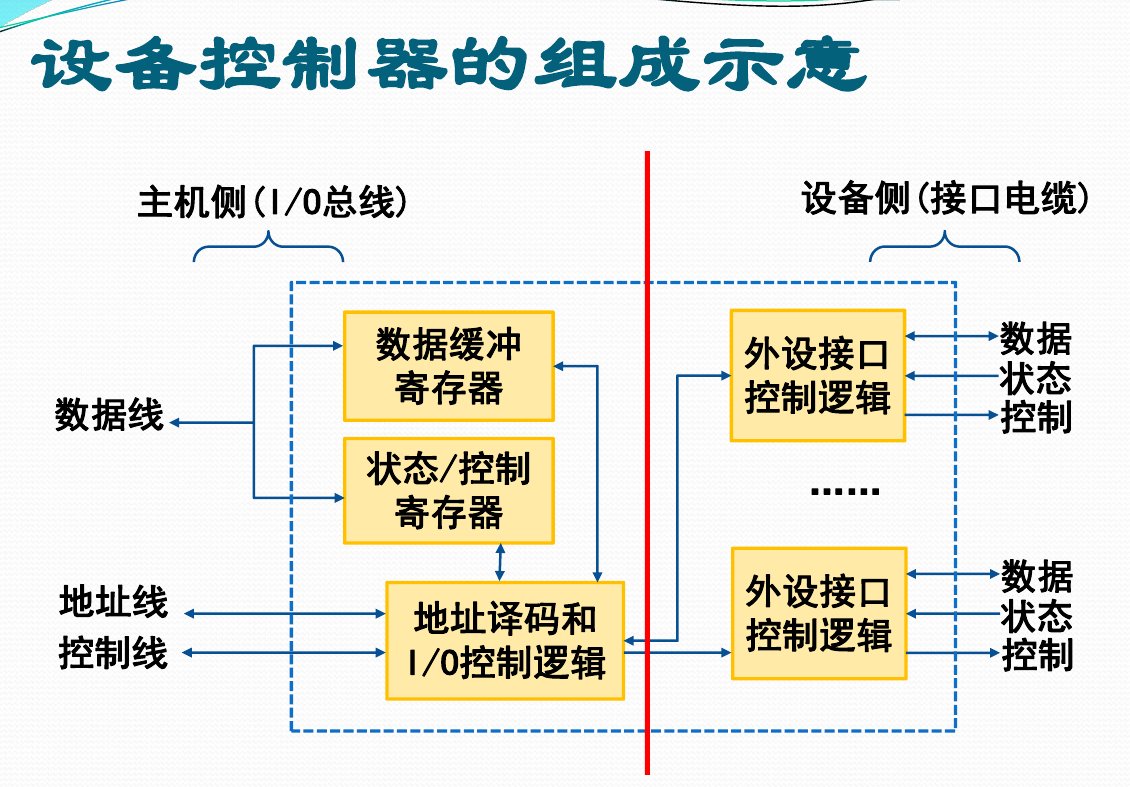 设备控制器的组成示意
主机侧(I/O总线)
设备侧(接口电缆)
数据缓冲
寄存器
状态/控制
寄存器
数据线
地址线
控制线
地址译码和
I/O控制逻辑
外设接口
控制逻辑
数据
状态
控制
……
外设接口
控制逻辑
数据
状态
控制